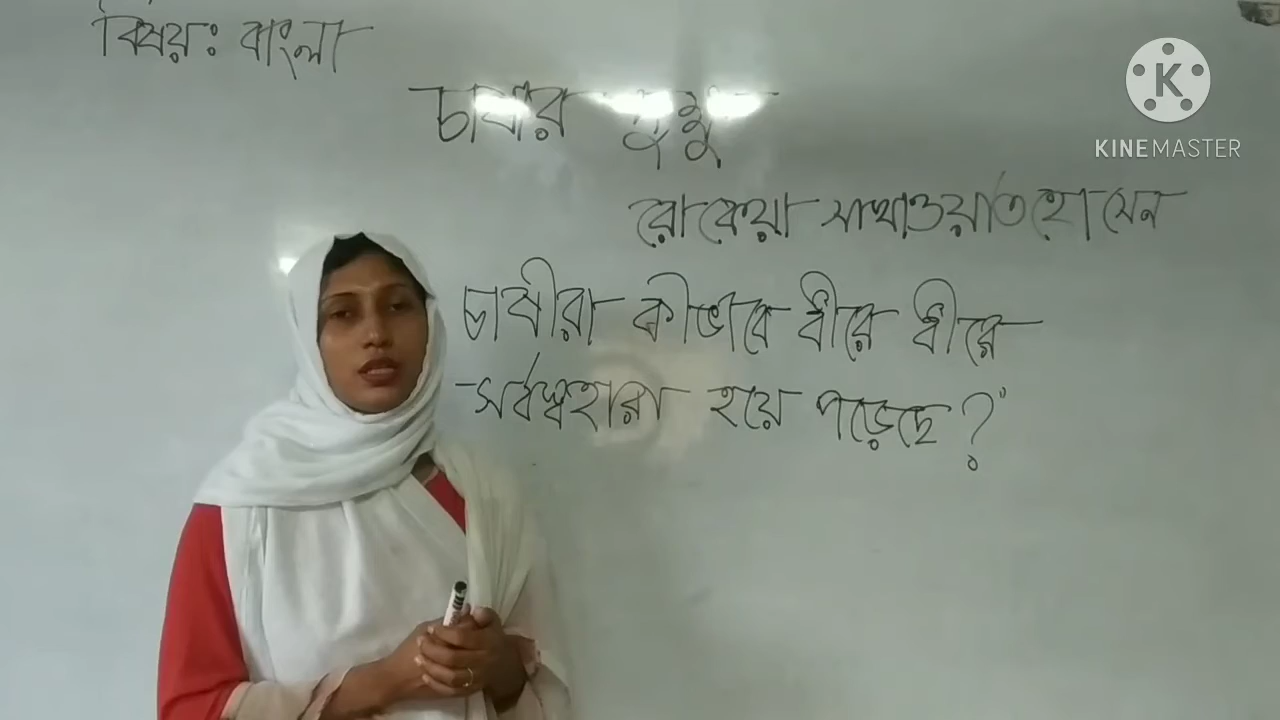 বিষয়ঃ বাংলা
চাষার দুক্ষু
রোকেয়া সাখাওয়াত হোসেন
চাষীরা কীভাবে ধীরে ধীরে
সর্বস্বহারা হয়ে পড়েছে?
K
KINEMASTER